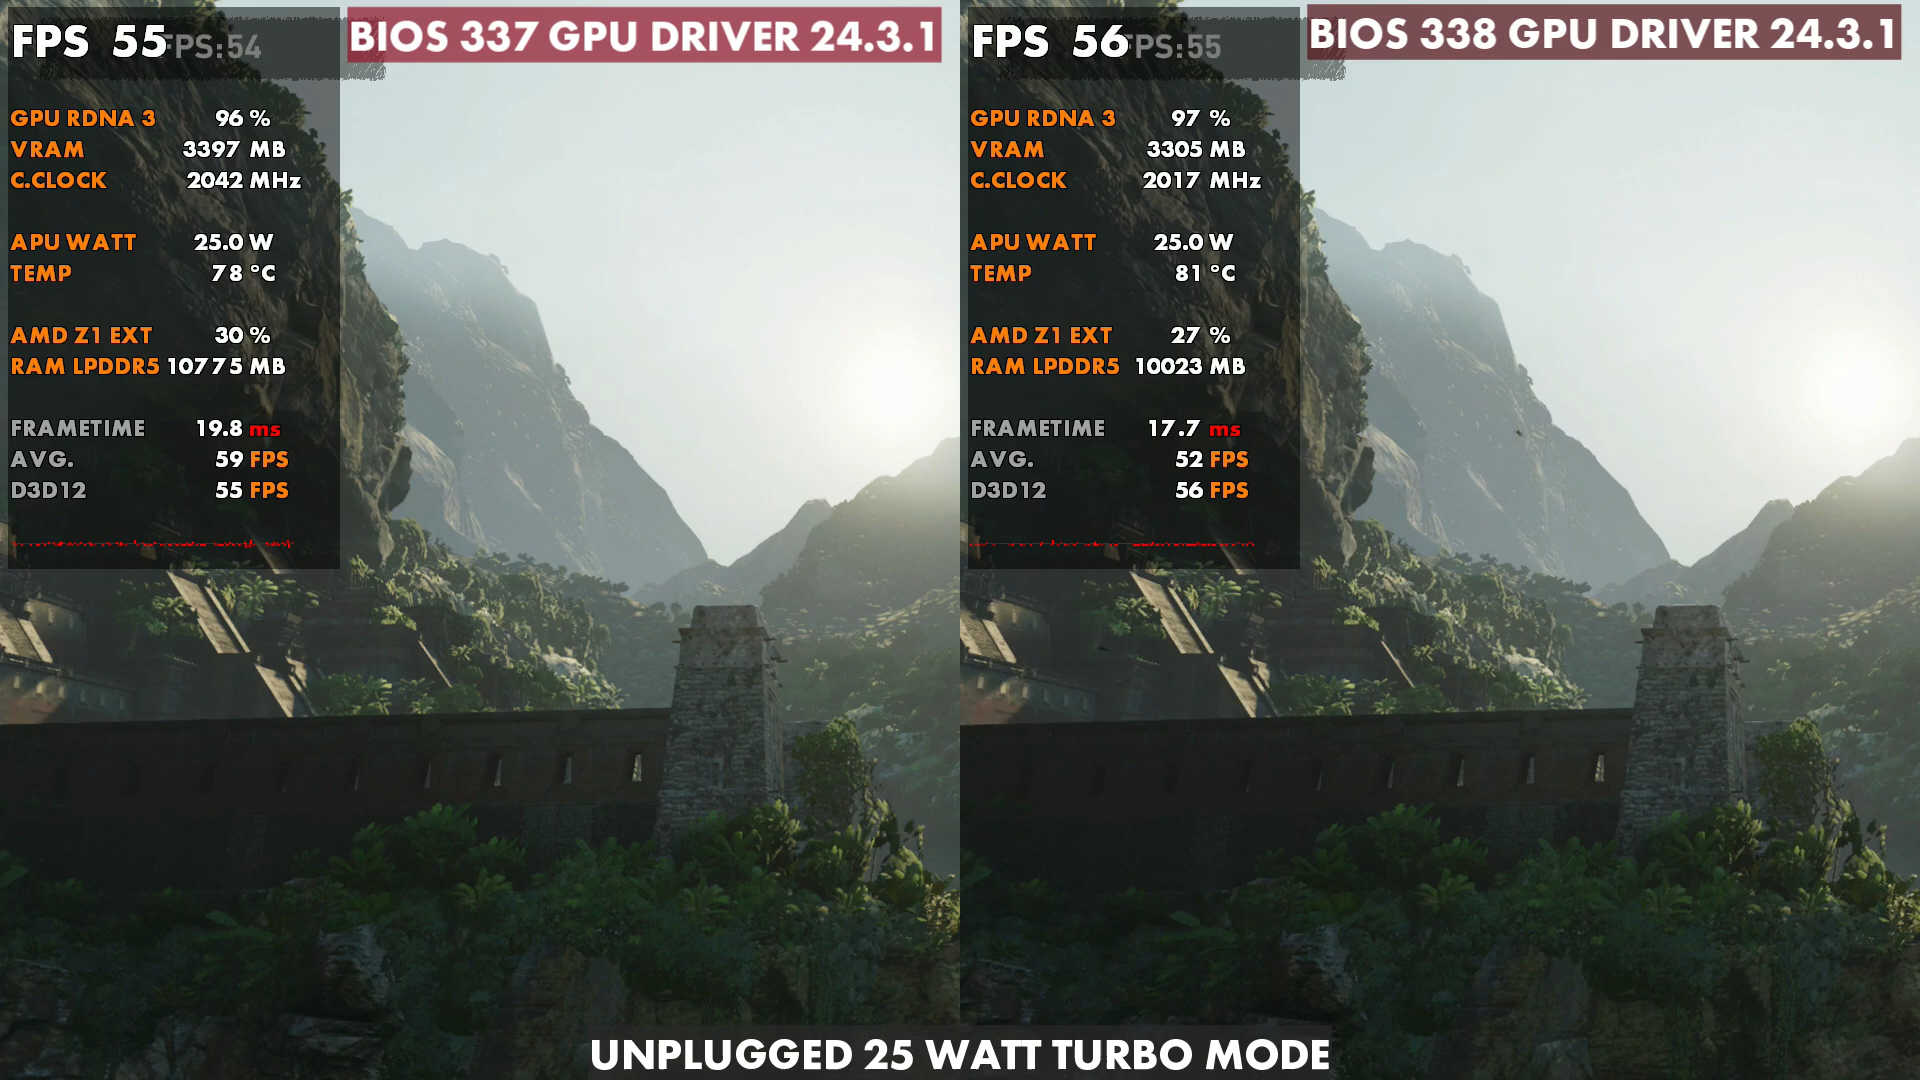 FPS 55
FPS:54
BIOS 337 GPU DRIVER 24.3.1
GPU RDNA 3 96 %
VRAM 3397 MB
C.CLOCK 2042 MHz
APU WATT 25.0 W
TEMP 78 °C
AMD Z1 EXT 30 %
RAM LPDDR5 10775 MB
FRAMETIME 19.8 ms
AVG. 59 FPS
D3D12 55 FPS
FPS 56
FPS:55
BIOS 338 GPU DRIVER 24.3.1
GPU RDNA 3 97 %
VRAM 3305 MB
C.CLOCK 2017 MHz
APU WATT 25.0 W
TEMP 81 °C
AMD Z1 EXT 27 %
RAM LPDDR5 10023 MB
FRAMETIME 17.7 ms
AVG. 52 FPS
D3D12 56 FPS
UNPLUGGED 25 WATT TURBO MODE